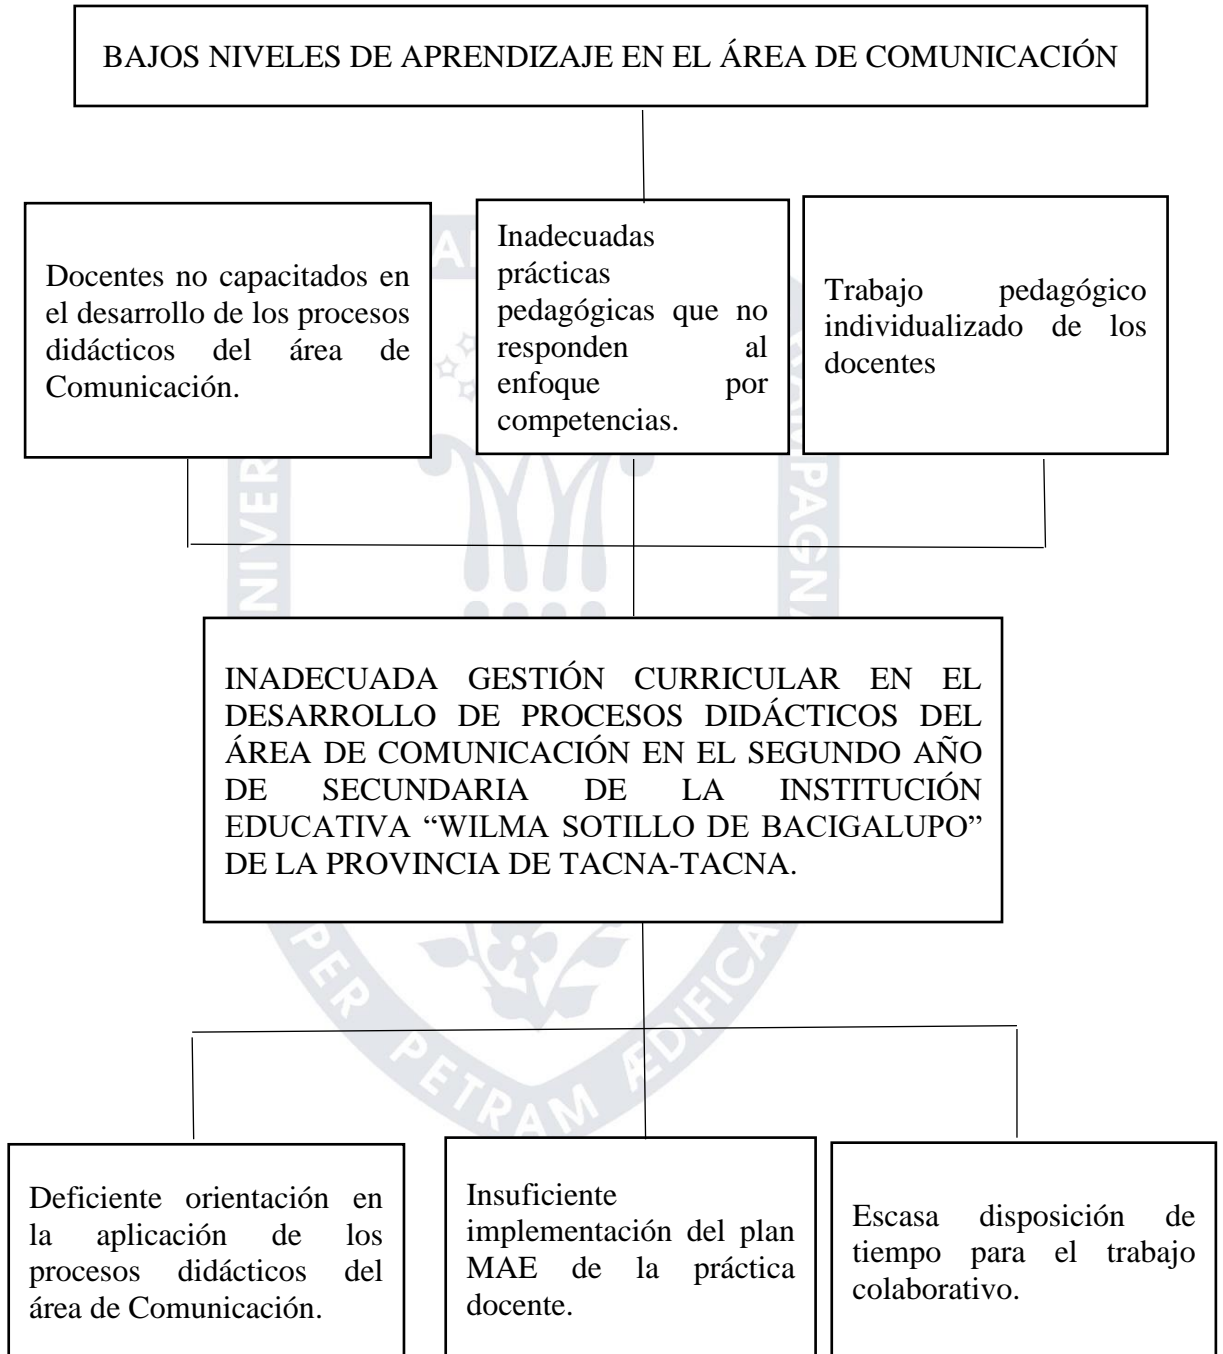 BAJOS NIVELES DE APRENDIZAJE EN EL ÁREA DE COMUNICACIÓN
Docentes no capacitados en
el desarrollo de los procesos
didácticos del área de
Comunicación.
Inadecuadas
prácticas
pedagógicas que no
responden al
enfoque por
competencias.
Trabajo pedagógico
individualizado de los
docentes
INADECUADA GESTIÓN CURRICULAR EN EL
DESARROLLO DE PROCESOS DIDÁCTICOS DEL
ÁREA DE COMUNICACIÓN EN EL SEGUNDO AÑO
DE SECUNDARIA DE LA INSTITUCIÓN
EDUCATIVA “WILMA SOTILLO DE BACIGALUPO”
DE LA PROVINCIA DE TACNA-TACNA.
PER PETRAM
Deficiente orientación en
la aplicación de los
procesos didácticos del
área de Comunicación.
Insuficiente
implementación del plan
MAE de la práctica
docente.
Escasa disposición de
tiempo para el trabajo
colaborativo.